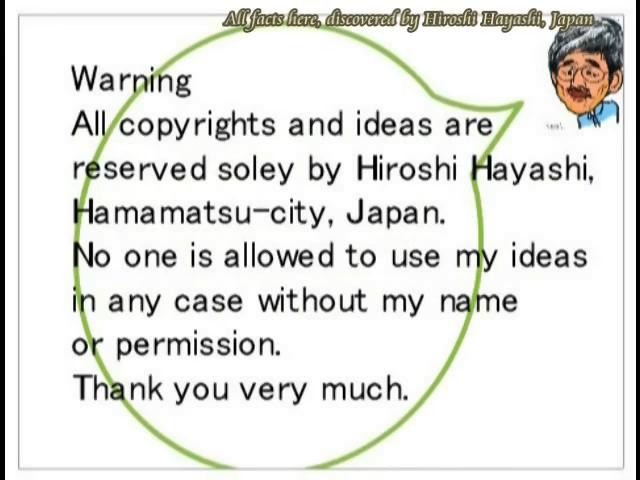 All facts here, discovered by Hiroshi Hayashi, Japan
Warning
All copyrights and ideas are
reserved soley by Hiroshi Hayashi,
Hamamatsu-city, Japan.
No one is allowed to use my ideas
in any case without my name
or permission.
Thank you very much.